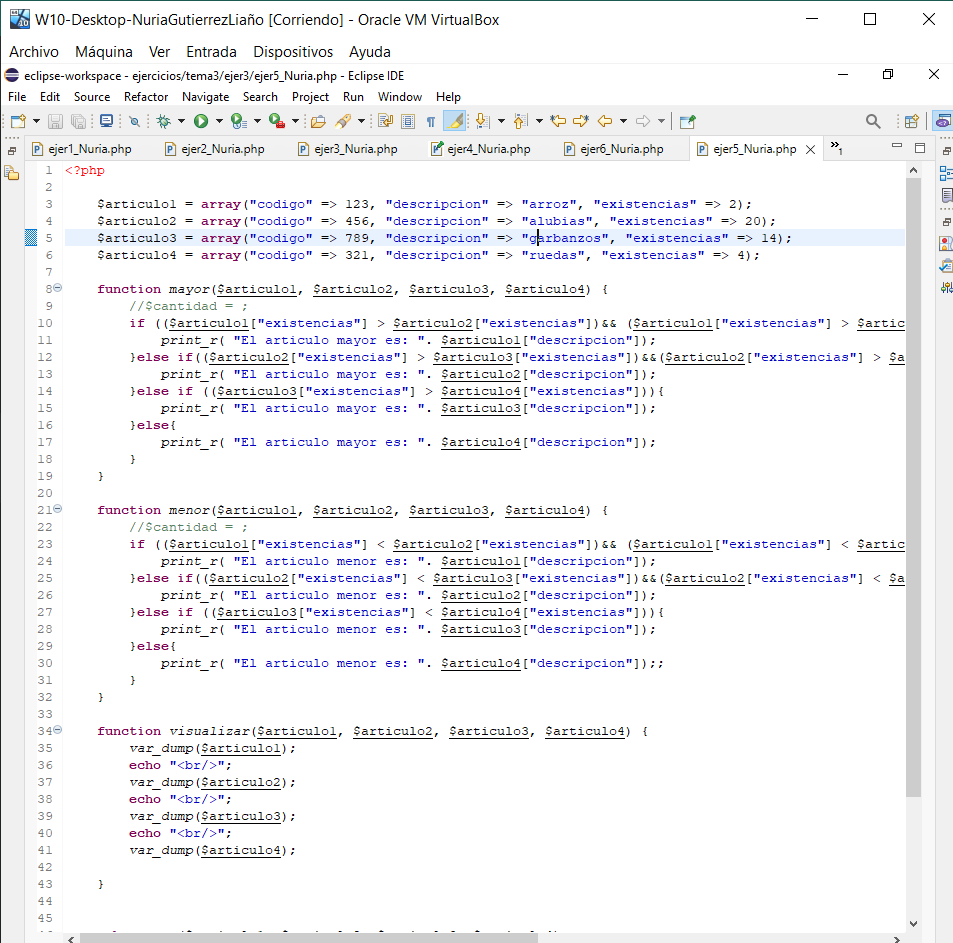 W10-Desktop-NuriaGutierrezLiaño [Corriendo] - Oracle VM VirtualBox
Archivo Máquina Ver Entrada Dispositivos Ayuda
eclipse-workspace - ejercicios/tema3/ejer3/ejer5_Nuria.php - Eclipse IDE
File Edit Source Refactor Navigate Search Project Run Window Help
ejer1_Nuria.php ejer2_Nuria.php ejer3_Nuria.php ejer4_Nuria.php ejer6_Nuria.php ejer5_Nuria.php »1
1 <?php
2
3 $articulo1 = array("codigo" => 123, "descripcion" => "arroz", "existencias" => 2);
4 $articulo2 = array("codigo" => 456, "descripcion" => "alubias", "existencias" => 20);
5 $articulo3 = array("codigo" => 789, "descripcion" => "garbanzos", "existencias" => 14);
6 $articulo4 = array("codigo" => 321, "descripcion" => "ruedas", "existencias" => 4);
7
8 function mayor($articulo1, $articulo2, $articulo3, $articulo4) {
9 //$cantidad = ;
10 if (($articulo1["existencias"] > $articulo2["existencias"])&& ($articulo1["existencias"] > $artic
11 print_r( "El articulo mayor es: ". $articulo1["descripcion"]);
12 }else if(($articulo2["existencias"] > $articulo3["existencias"])&&($articulo2["existencias"] > $a
13 print_r( "El articulo mayor es: ". $articulo2["descripcion"]);
14 }else if (($articulo3["existencias"] > $articulo4["existencias"])){
15 print_r( "El articulo mayor es: ". $articulo3["descripcion"]);
16 }else{
17 print_r( "El articulo mayor es: ". $articulo4["descripcion"]);
18 }
19 }
20
21 function menor($articulo1, $articulo2, $articulo3, $articulo4) {
22 //$cantidad = ;
23 if (($articulo1["existencias"] < $articulo2["existencias"])&& ($articulo1["existencias"] < $artic
24 print_r( "El articulo menor es: ". $articulo1["descripcion"]);
25 }else if(($articulo2["existencias"] < $articulo3["existencias"])&&($articulo2["existencias"] < $a
26 print_r( "El articulo menor es: ". $articulo2["descripcion"]);
27 }else if (($articulo3["existencias"] < $articulo4["existencias"])){
28 print_r( "El articulo menor es: ". $articulo3["descripcion"]);
29 }else{
30 print_r( "El articulo menor es: ". $articulo4["descripcion"]);;
31 }
32 }
33
34 function visualizar($articulo1, $articulo2, $articulo3, $articulo4) {
35 var_dump($articulo1);
36 echo "<br/>";
37 var_dump($articulo2);
38 echo "<br/>";
39 var_dump($articulo3);
40 echo "<br/>";
41 var_dump($articulo4);
42
43 }
44
45